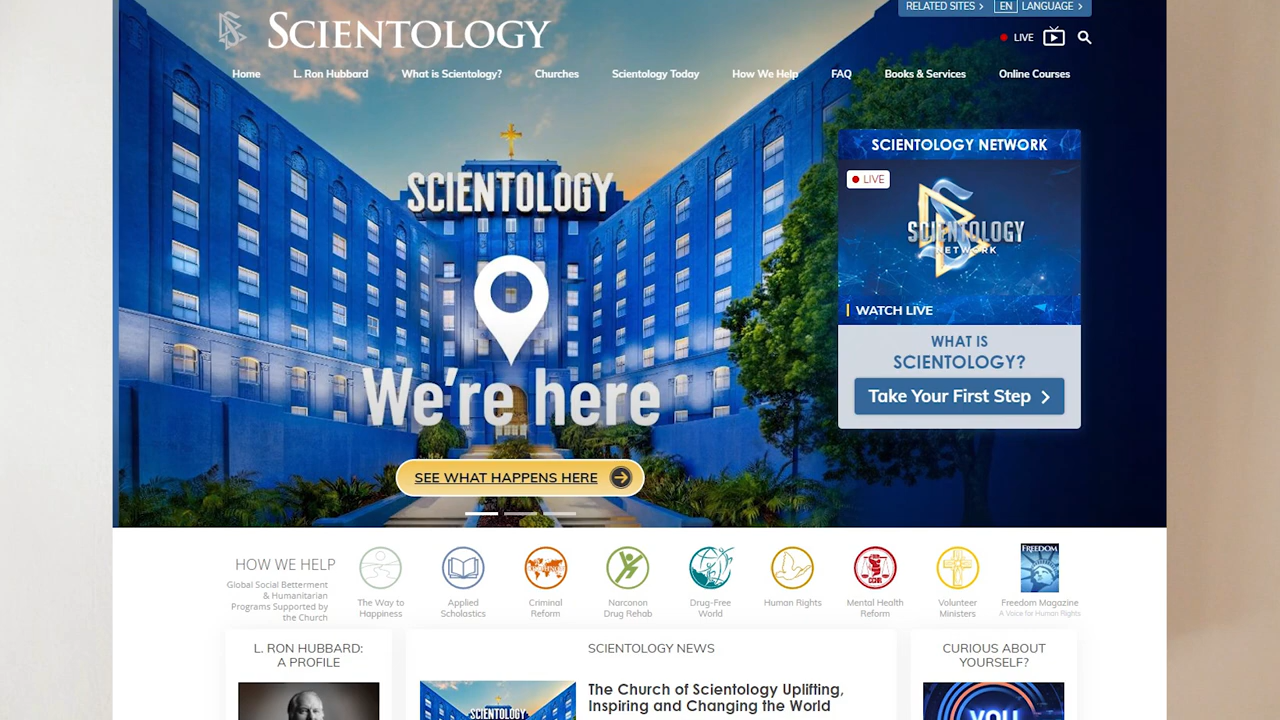 RELATED SITES
EN LANGUAGE
SCIENTOLOGY
LIVE
Home
L. Ron Hubbard
What is Scientology?
Churches
Scientology Today
How We Help
FAQ
Books & Services
Online Courses
SCIENTOLOGY
We're here
SEE WHAT HAPPENS HERE
SCIENTOLOGY NETWORK
LIVE
SCIENTOLOGY
NETWORK
WATCH LIVE
WHAT IS
SCIENTOLOGY?
Take Your First Step
HOW WE HELP
Global Social Betterment
& Humanitarian
Programs Supported by
the Church
The Way to
Happiness
Applied
Scholastics
Criminal
Reform
Narconon
Drug Rehab
Drug-Free
World
Human Rights
CCHR
Mental Health
Reform
Volunteer
Ministers
FREEDOM
Freedom Magazine
A Voice for Human Rights
L. RON HUBBARD:
A PROFILE
SCIENTOLOGY NEWS
SCIENTOLOGY
The Church of Scientology Uplifting,
Inspiring and Changing the World
CURIOUS ABOUT
YOURSELF?
YOU